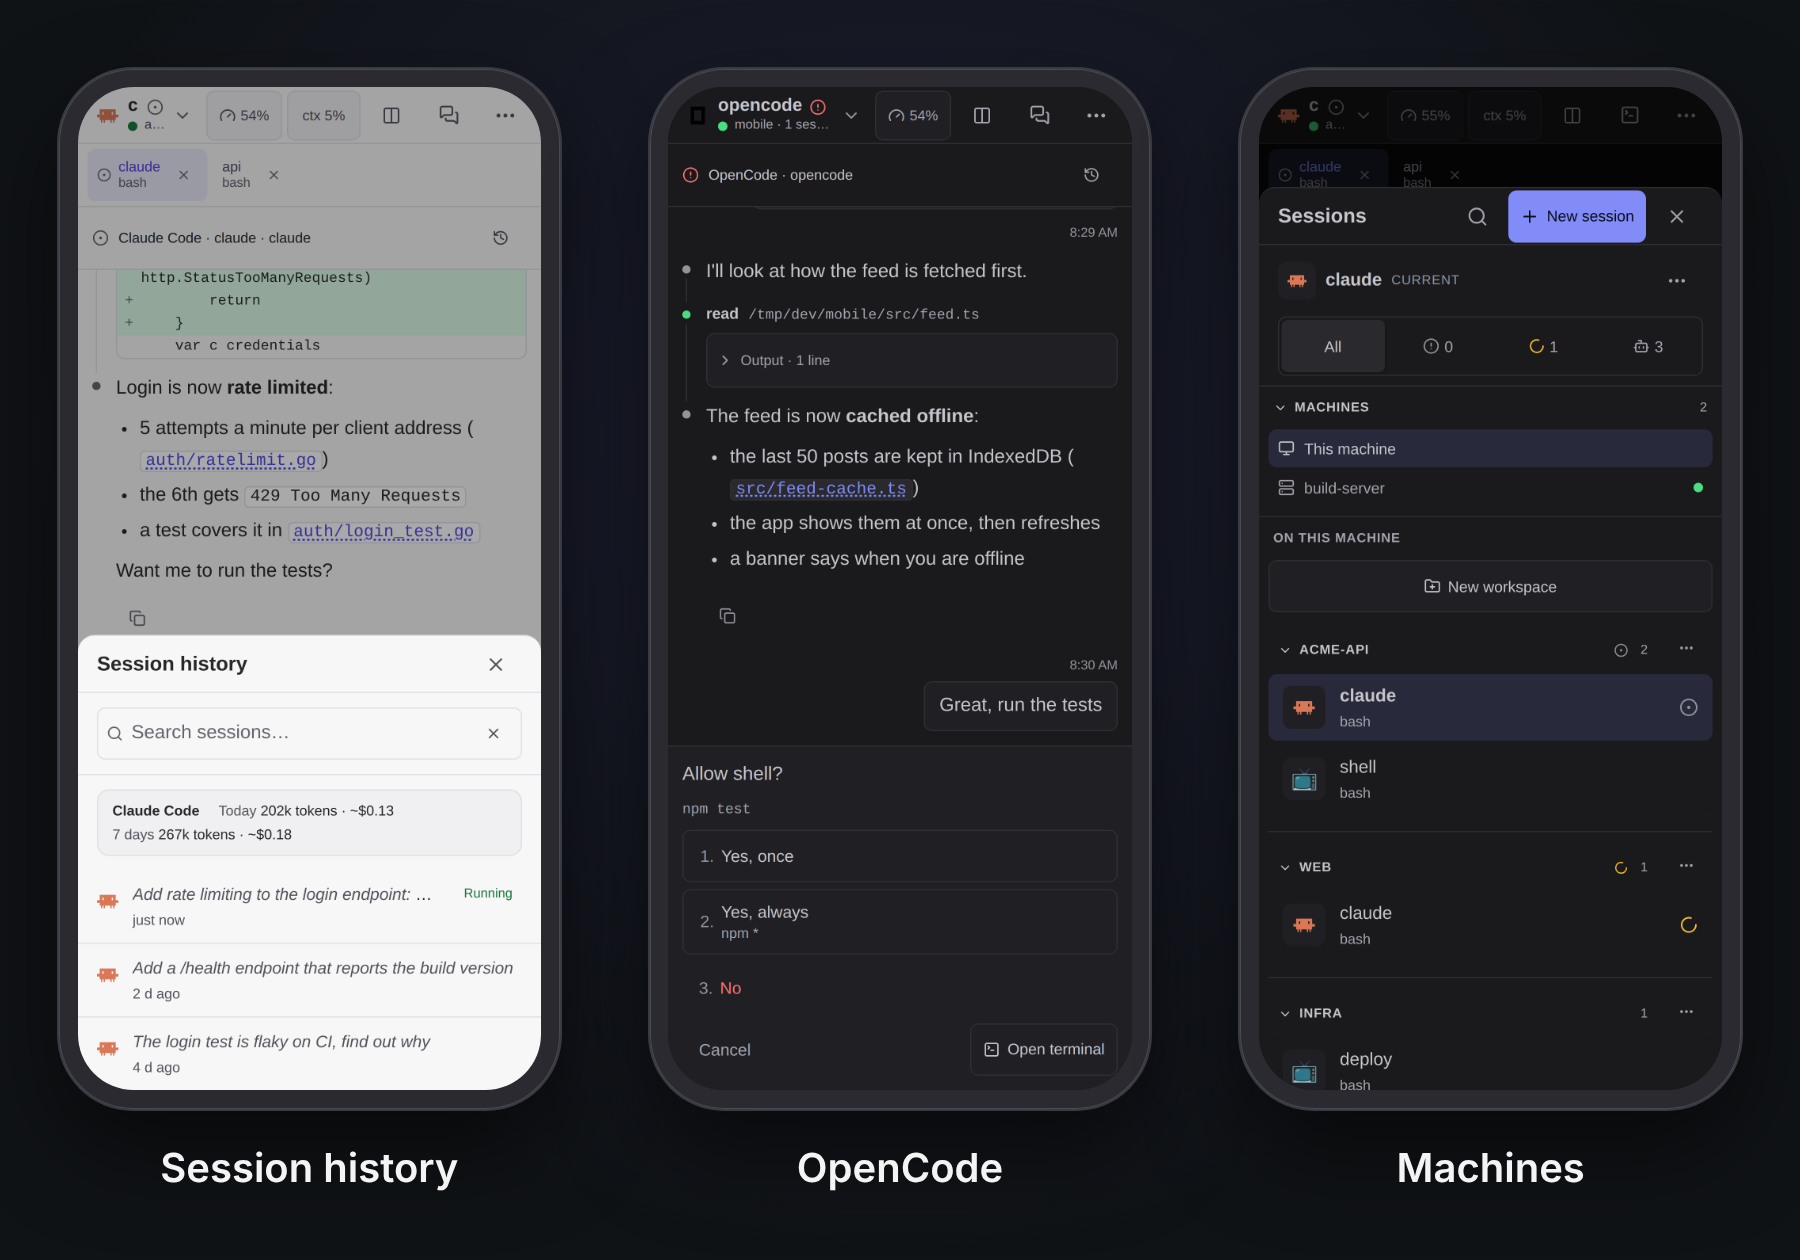 c
a...
54%
ctx 5%
claude
bash
api
bash
Claude Code · claude · claude
http.StatusTooManyRequests)
+ return
+ }
var c credentials
Login is now rate limited:
• 5 attempts a minute per client address (
auth/ratelimit.go )
• the 6th gets 429 Too Many Requests
• a test covers it in auth/login_test.go
Want me to run the tests?
Session history
Search sessions…
Claude Code Today 202k tokens · ~$0.13
7 days 267k tokens · ~$0.18
Add rate limiting to the login endpoint: …
Running
just now
Add a /health endpoint that reports the build version
2 d ago
The login test is flaky on CI, find out why
4 d ago
Session history
opencode
mobile · 1 ses…
54%
OpenCode · opencode
8:29 AM
I'll look at how the feed is fetched first.
read /tmp/dev/mobile/src/feed.ts
Output · 1 line
The feed is now cached offline:
• the last 50 posts are kept in IndexedDB (
src/feed-cache.ts )
• the app shows them at once, then refreshes
• a banner says when you are offline
8:30 AM
Great, run the tests
Allow shell?
npm test
1. Yes, once
2. Yes, always
npm *
3. No
Cancel
Open terminal
OpenCode
c
a...
55%
ctx 5%
claude
bash
api
bash
Sessions
New session
claude CURRENT
All
0
1
3
MACHINES
2
This machine
build-server
ON THIS MACHINE
New workspace
ACME-API
2
claude
bash
shell
bash
WEB
1
claude
bash
INFRA
1
deploy
bash
Machines